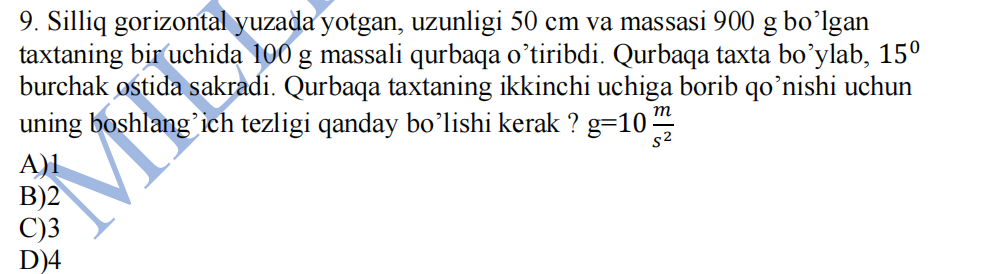 9. Silliq gorizontal yuzada yotgan, uzunligi 50 cm va massasi 900 g bo’lgan
taxtaning bir uchida 100 g massali qurbaqa o’tiribdi. Qurbaqa taxta bo’ylab, 15⁰
burchak ostida sakradi. Qurbaqa taxtaning ikkinchi uchiga borib qo’nishi uchun
uning boshlang’ich tezligi qanday bo’lishi kerak ? g=10 m/s²
A)1
B)2
C)3
D)4
MILL